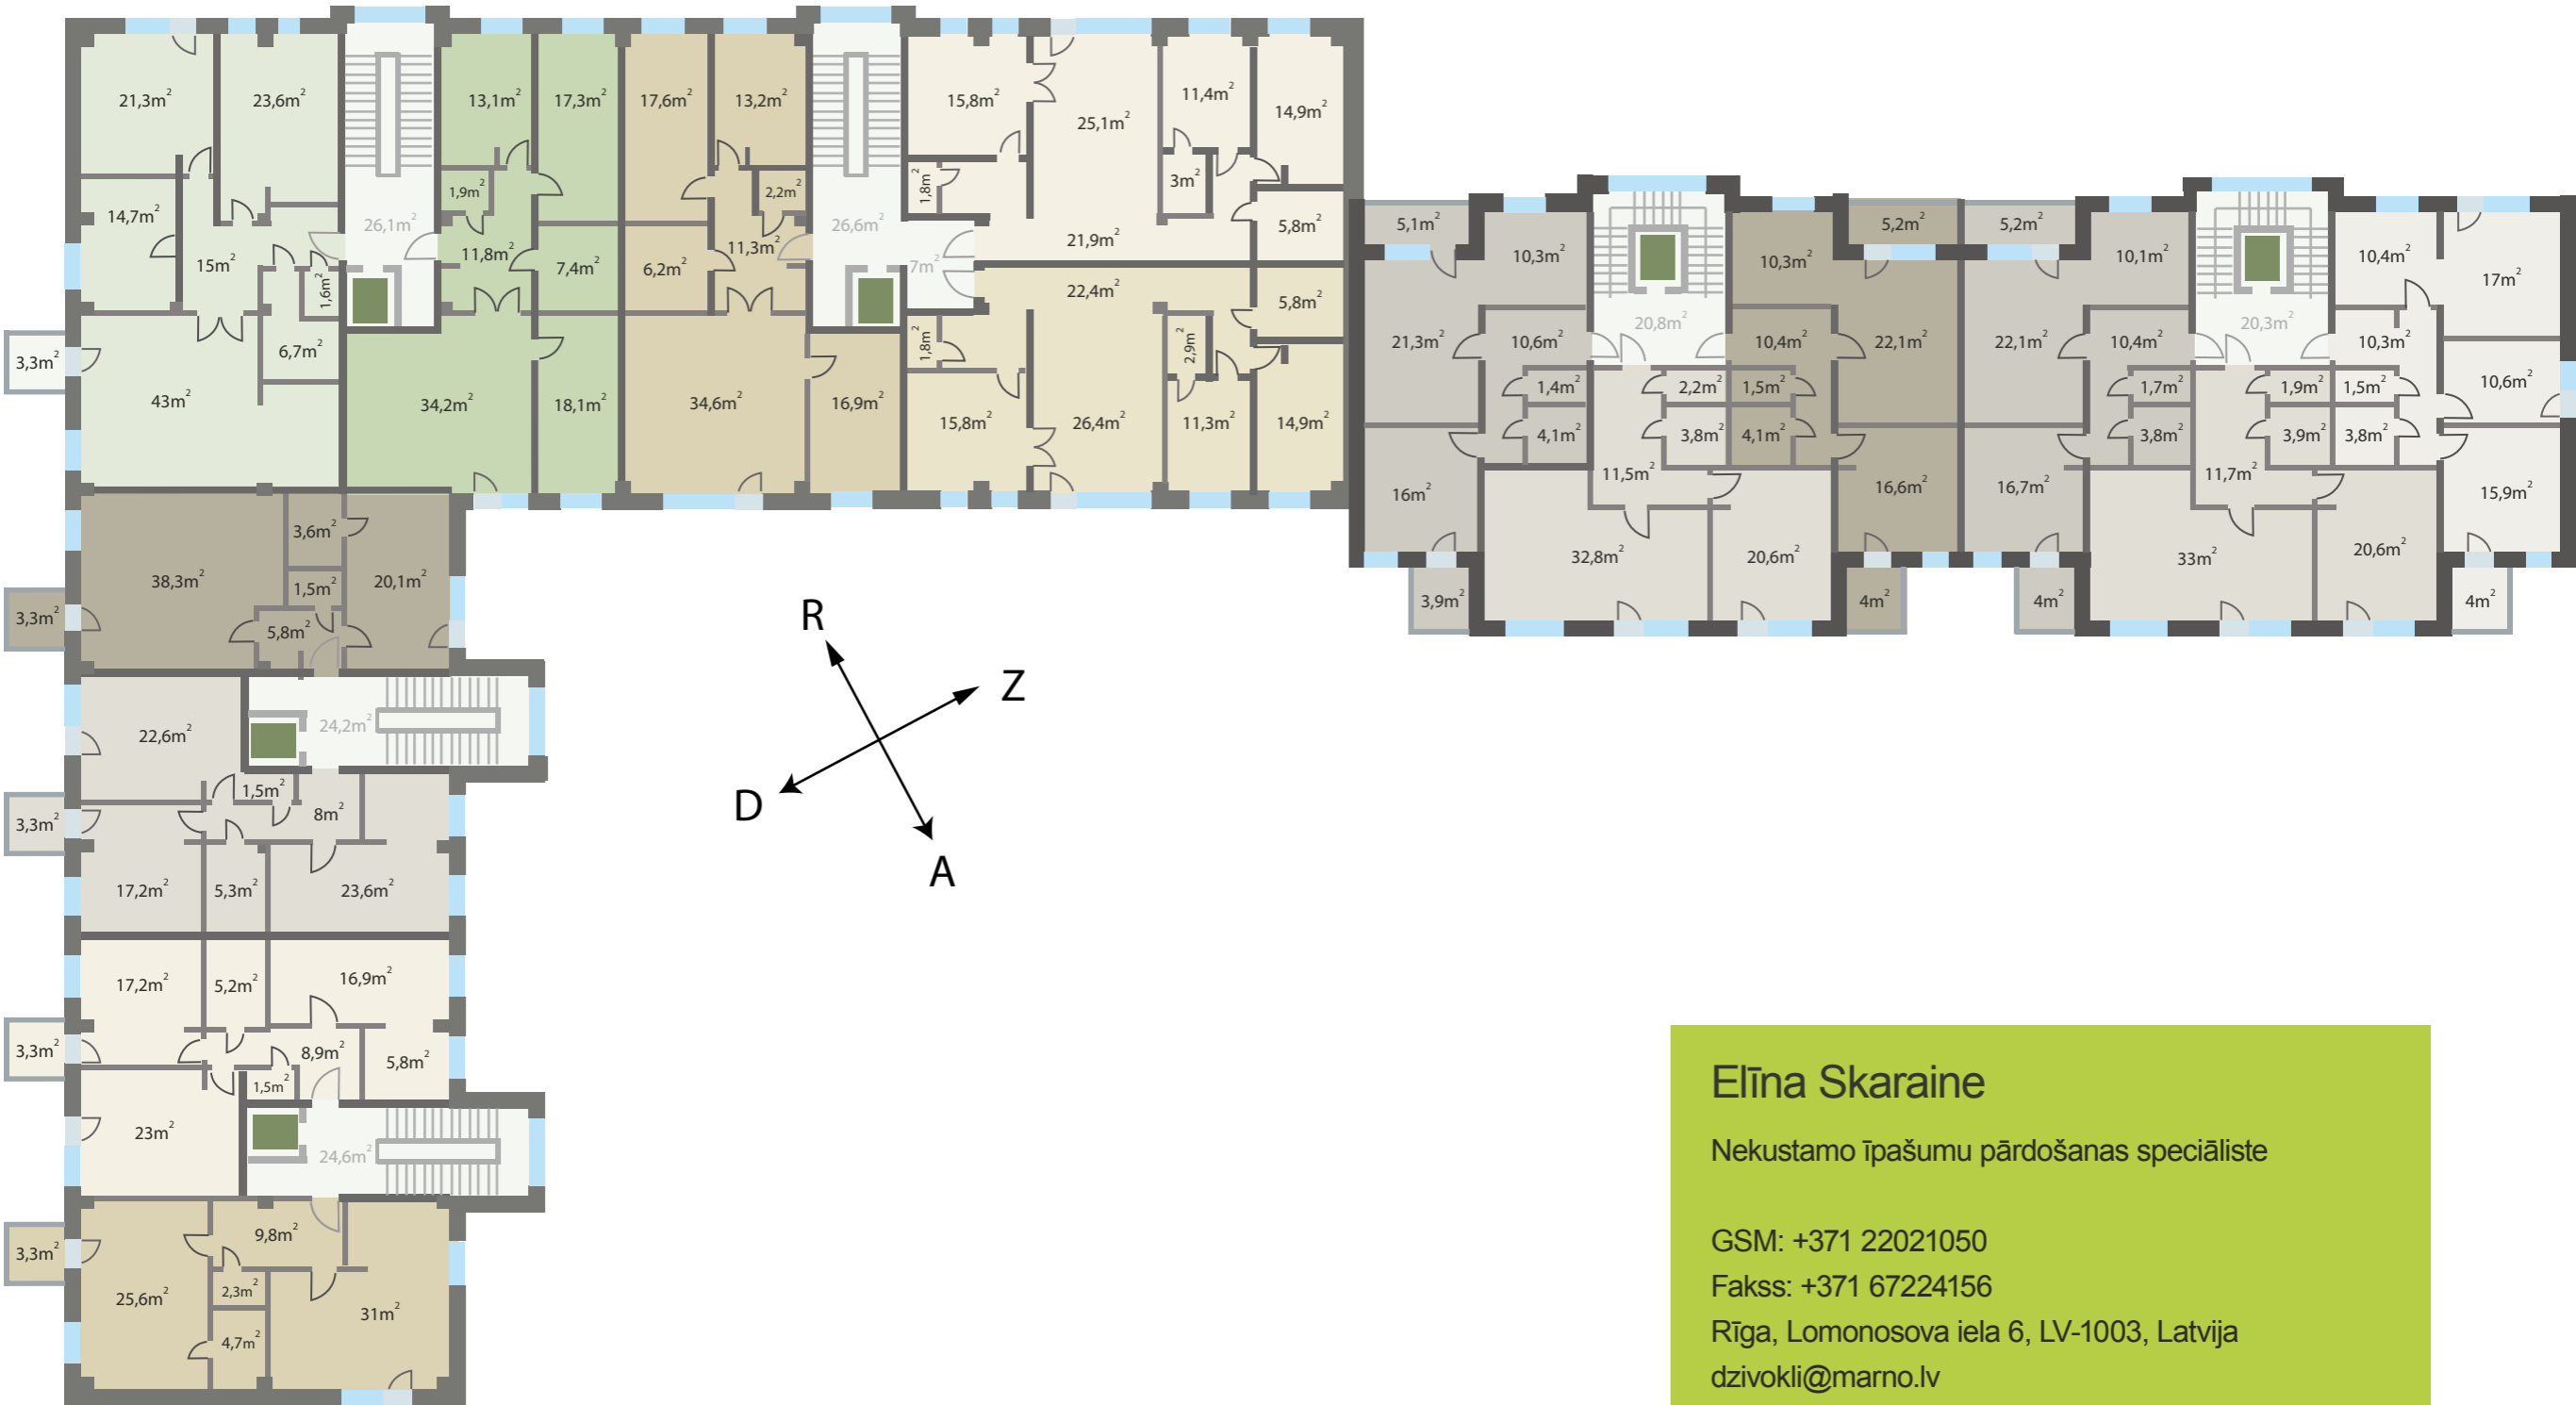 21,3m²
23,6m²
13,1m²
17,3m²
17,6m²
13,2m²
15,8m²
25,1m²
11,4m²
14,9m²
14,7m²
15m²
26,1m²
1,9m²
11,8m²
7,4m²
6,2m²
2,2m²
11,3m²
26,6m²
1,8m²
7m²
21,9m²
3m²
5,8m²
1,6m²
6,7m²
3,3m²
43m²
34,2m²
18,1m²
34,6m²
16,9m²
1,8m²
22,4m²
5,8m²
2,9m²
15,8m²
26,4m²
11,3m²
14,9m²
5,1m²
10,3m²
20,8m²
10,3m²
5,2m²
5,2m²
10,1m²
20,3m²
10,4m²
17m²
21,3m²
10,6m²
10,4m²
22,1m²
22,1m²
10,4m²
10,3m²
10,6m²
1,4m²
2,2m²
1,5m²
1,7m²
1,9m²
1,5m²
4,1m²
3,8m²
4,1m²
3,8m²
3,9m²
3,8m²
16m²
11,5m²
16,6m²
16,7m²
11,7m²
15,9m²
32,8m²
20,6m²
33m²
20,6m²
3,9m²
4m²
4m²
4m²
38,3m²
3,6m²
1,5m²
20,1m²
3,3m²
5,8m²
22,6m²
24,2m²
1,5m²
8m²
3,3m²
17,2m²
5,3m²
23,6m²
17,2m²
5,2m²
16,9m²
3,3m²
8,9m²
5,8m²
1,5m²
23m²
24,6m²
3,3m²
9,8m²
25,6m²
2,3m²
31m²
4,7m²
R
Z
D
A
Elīna Skaraine
Nekustamo īpašumu pārdošanas speciāliste
GSM: +371 22021050
Fakss: +371 67224156
Rīga, Lomonosova iela 6, LV-1003, Latvija
dzivokli@marno.lv